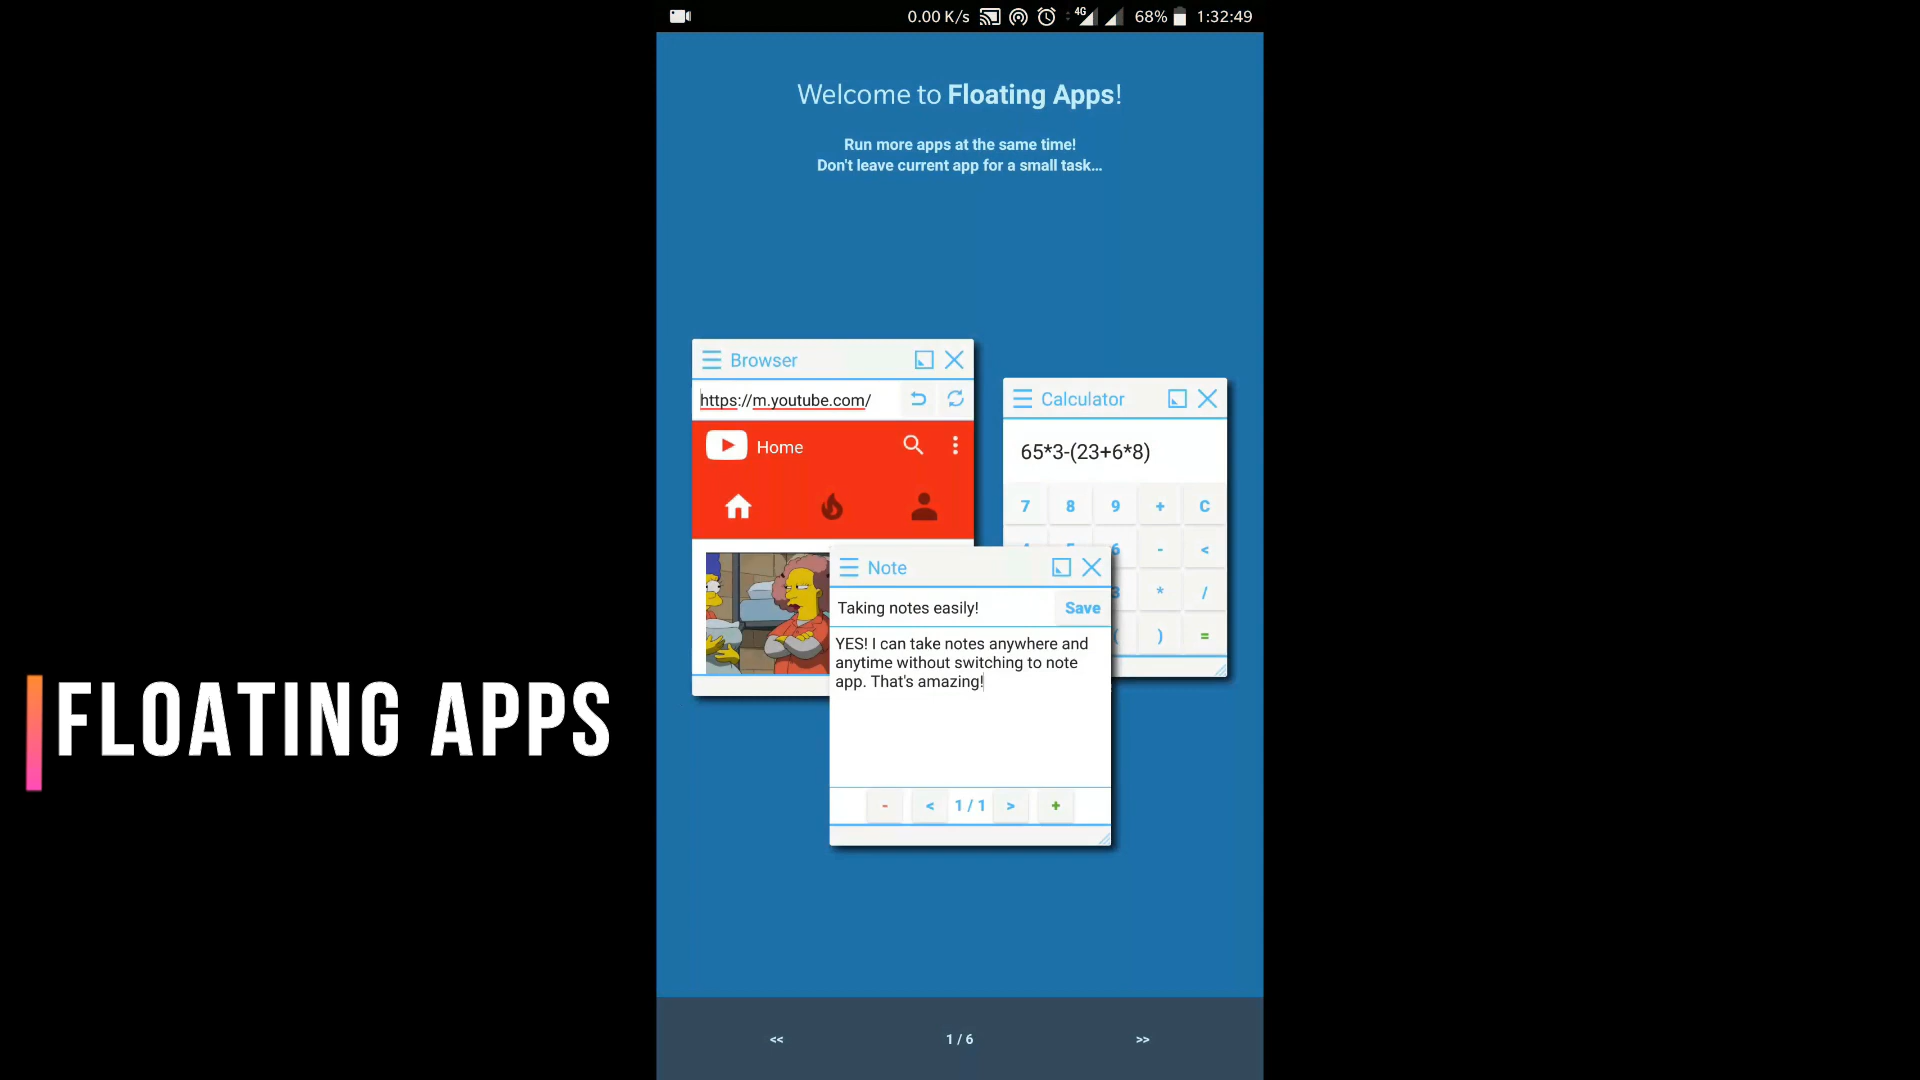 0.00 K/s 4G 68% 1:32:49
Welcome to Floating Apps!
Run more apps at the same time!
Don't leave current app for a small task...
Browser
https://m.youtube.com/
Home
Calculator
65*3-(23+6*8)
7 8 9 + C
6 - <
3 * /
( ) =
Note
Taking notes easily! Save
YES! I can take notes anywhere and
anytime without switching to note
app. That's amazing!
- < 1 / 1 > +
FLOATING APPS
<< 1 / 6 >>